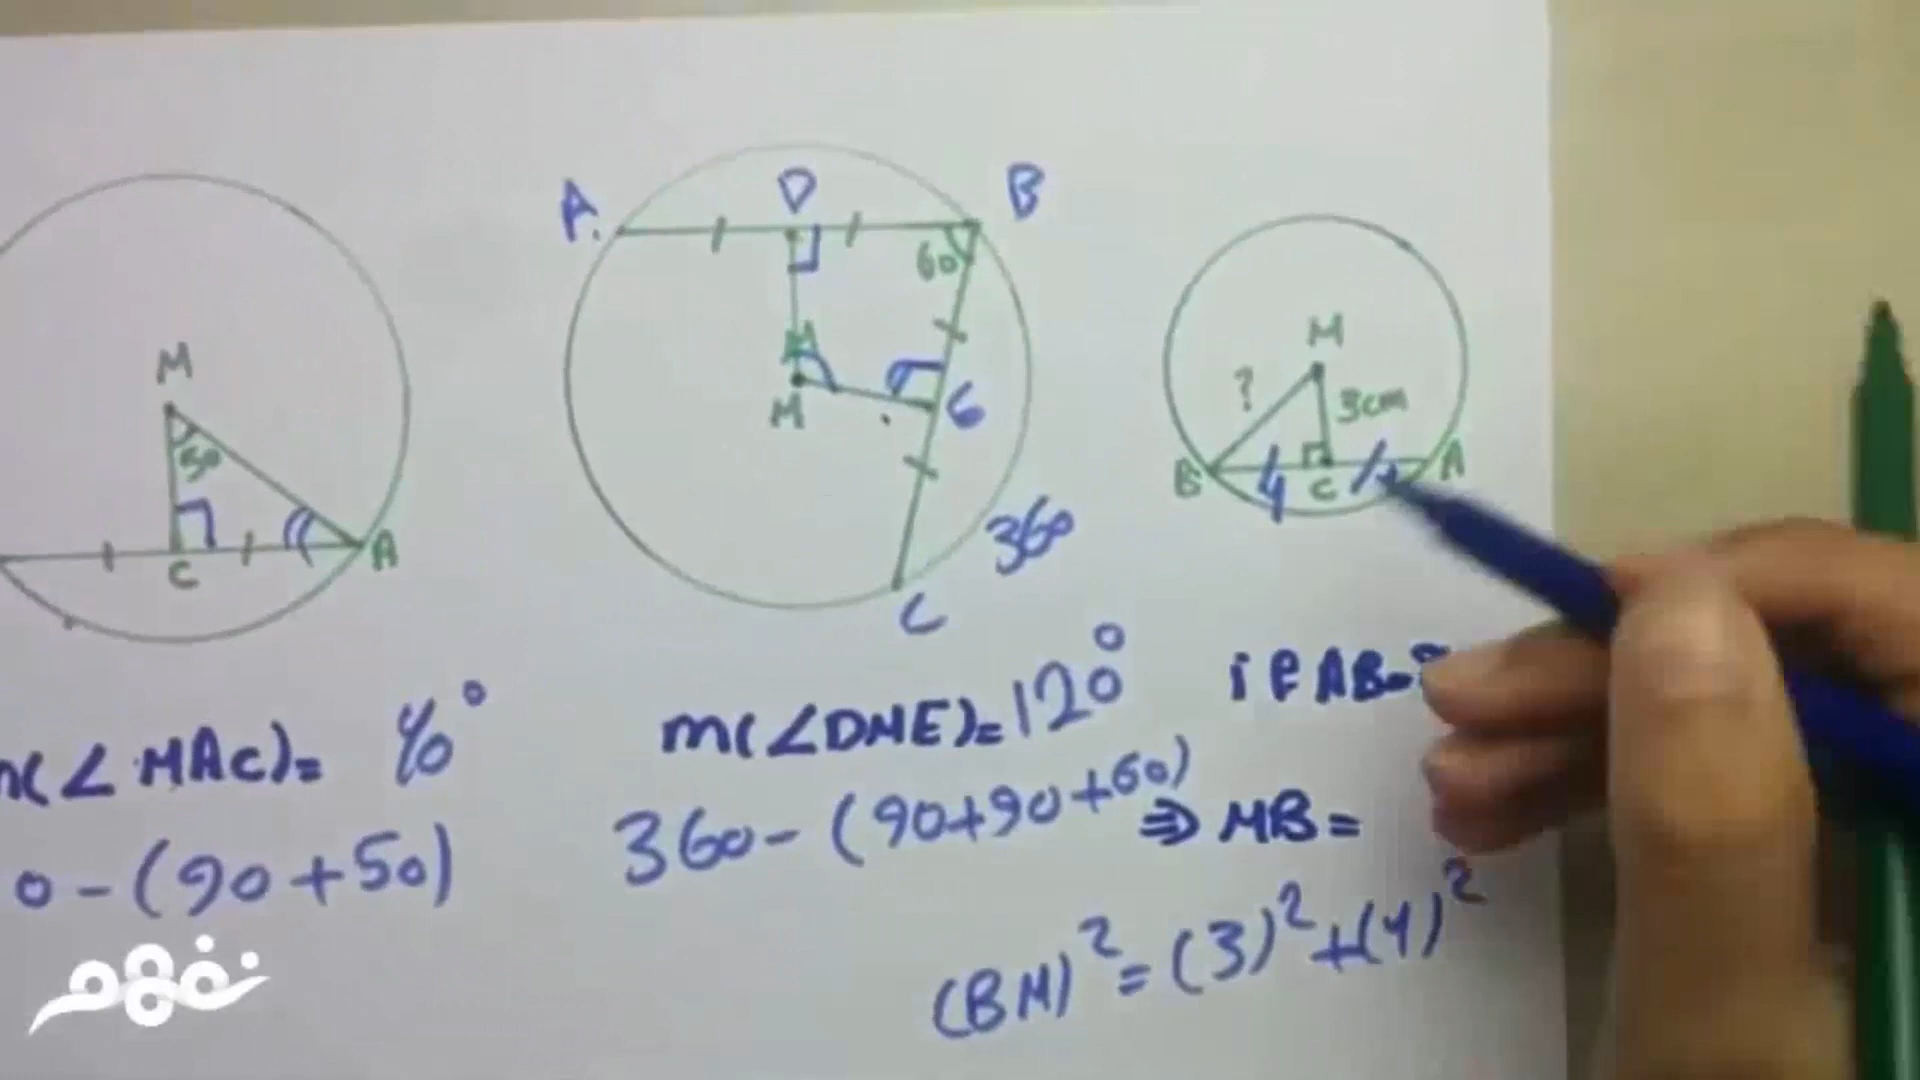 M
50
C
A
A
D
B
60
M
M
C
360
M
?
3cm
B
4
C
A
m(∠DME)=120°
if AB=
m(∠MAC)= 40°
360-(90+90+60)
⇒ MB=
0-(90+50)
(BM)²=(3)²+(4)²
نفهم